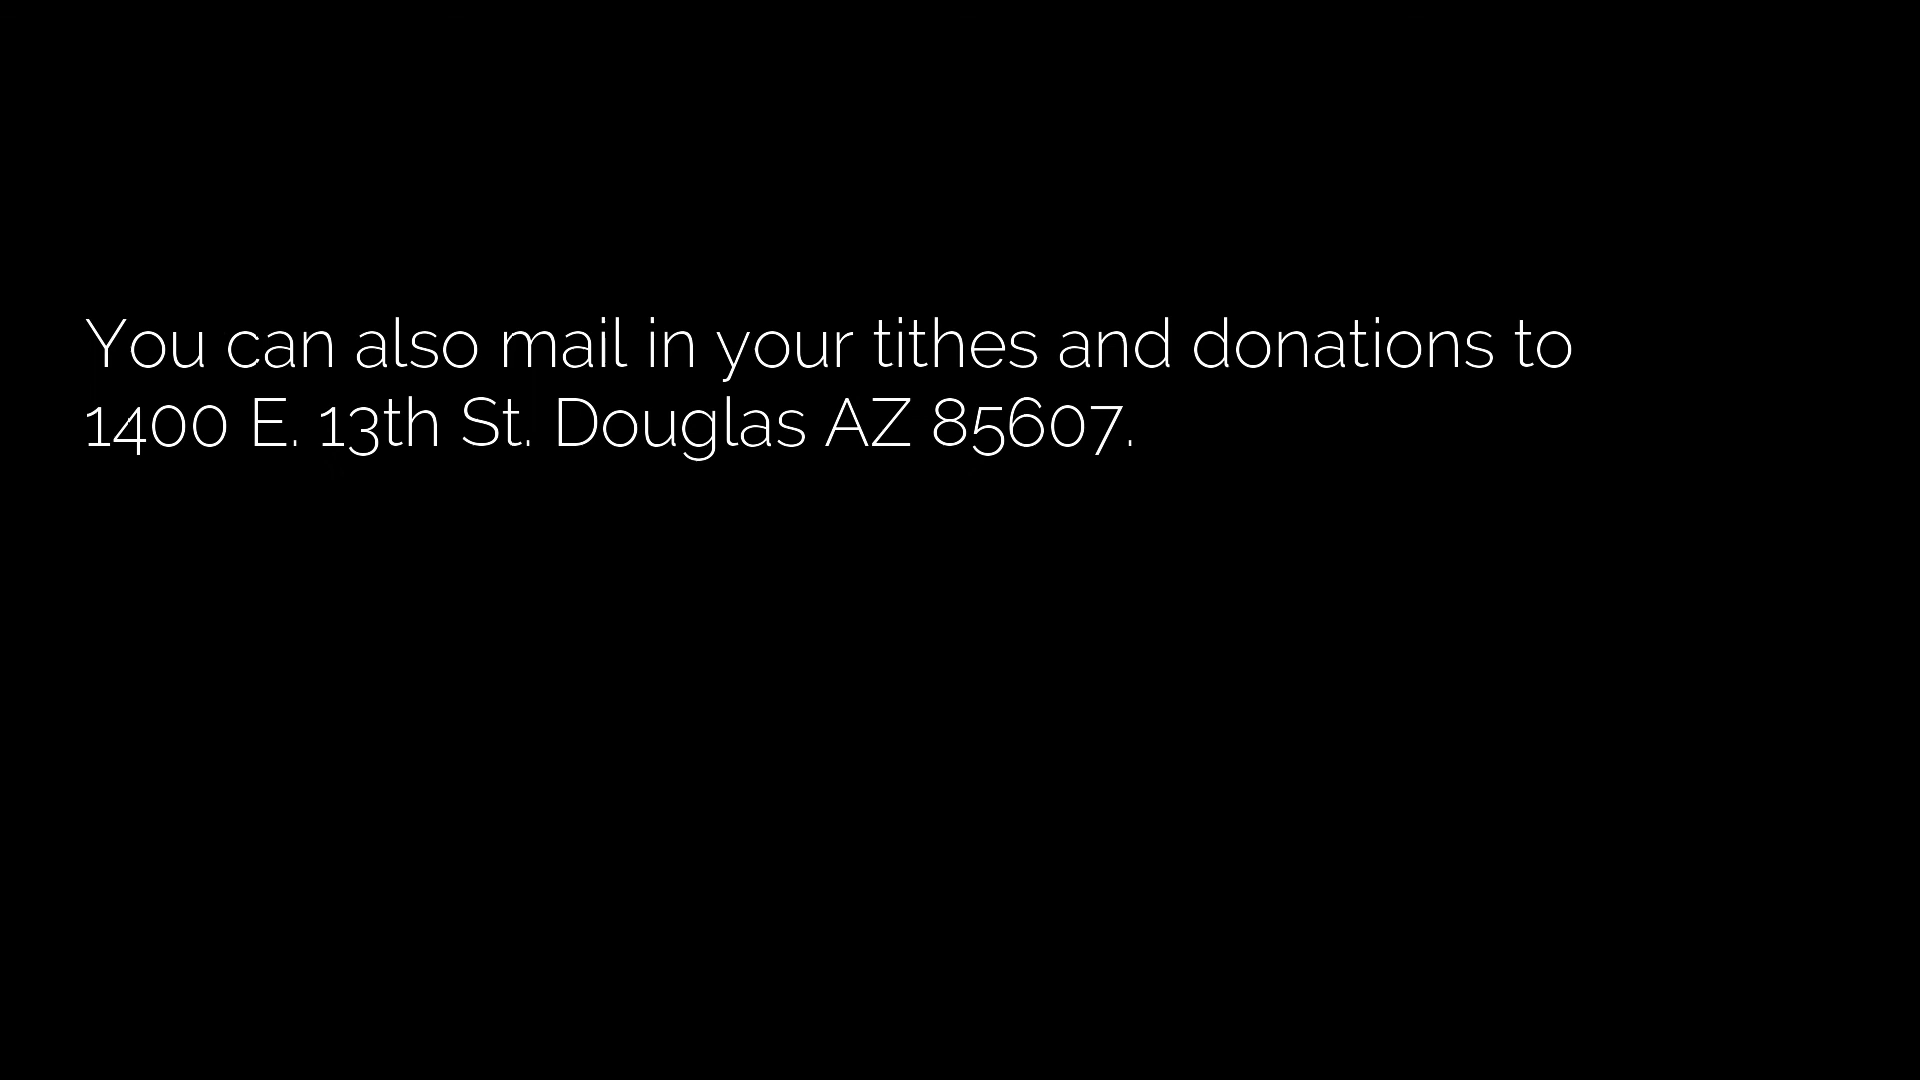 You can also mail in your tithes and donations to
1400 E. 13th St. Douglas AZ 85607.